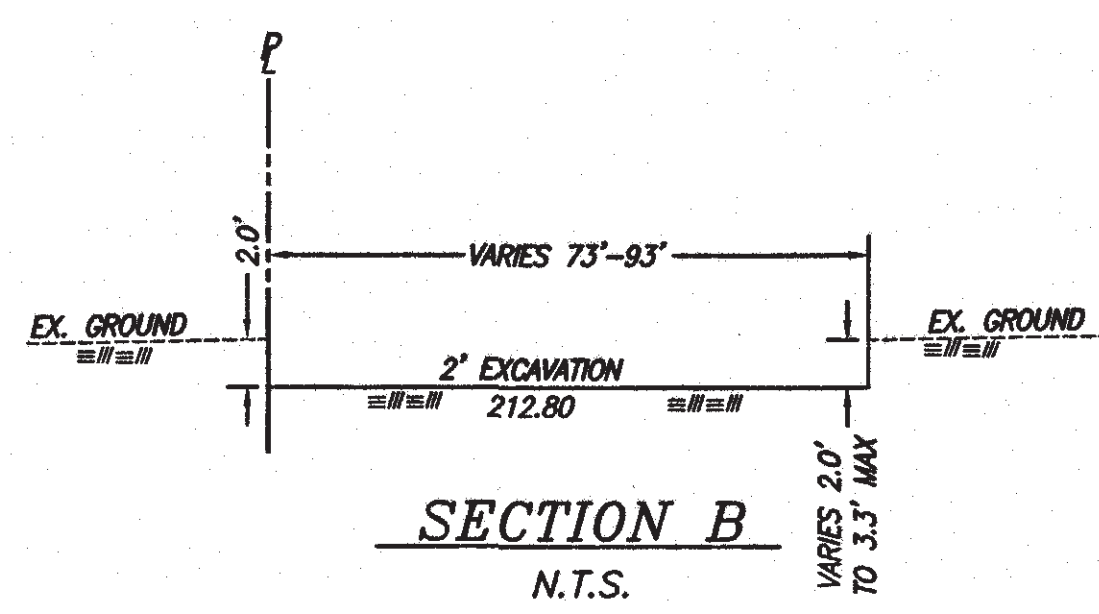 PL
2.0'
VARIES 73'-93'
EX. GROUND
EX. GROUND
2' EXCAVATION
212.80
VARIES 2.0'
TO 3.3' MAX
SECTION B
N.T.S.